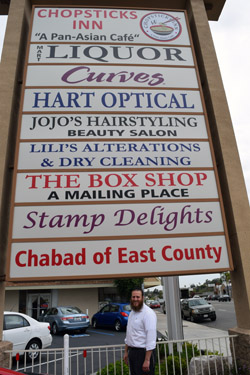 CHOPSTICKS
INN
"A Pan-Asian Café"
MART
LIQUOR
Curves
HART OPTICAL
JOJO'S HAIRSTYLING
BEAUTY SALON
LILI'S ALTERATIONS
& DRY CLEANING
THE BOX SHOP
A MAILING PLACE
Stamp Delights
Chabad of East County